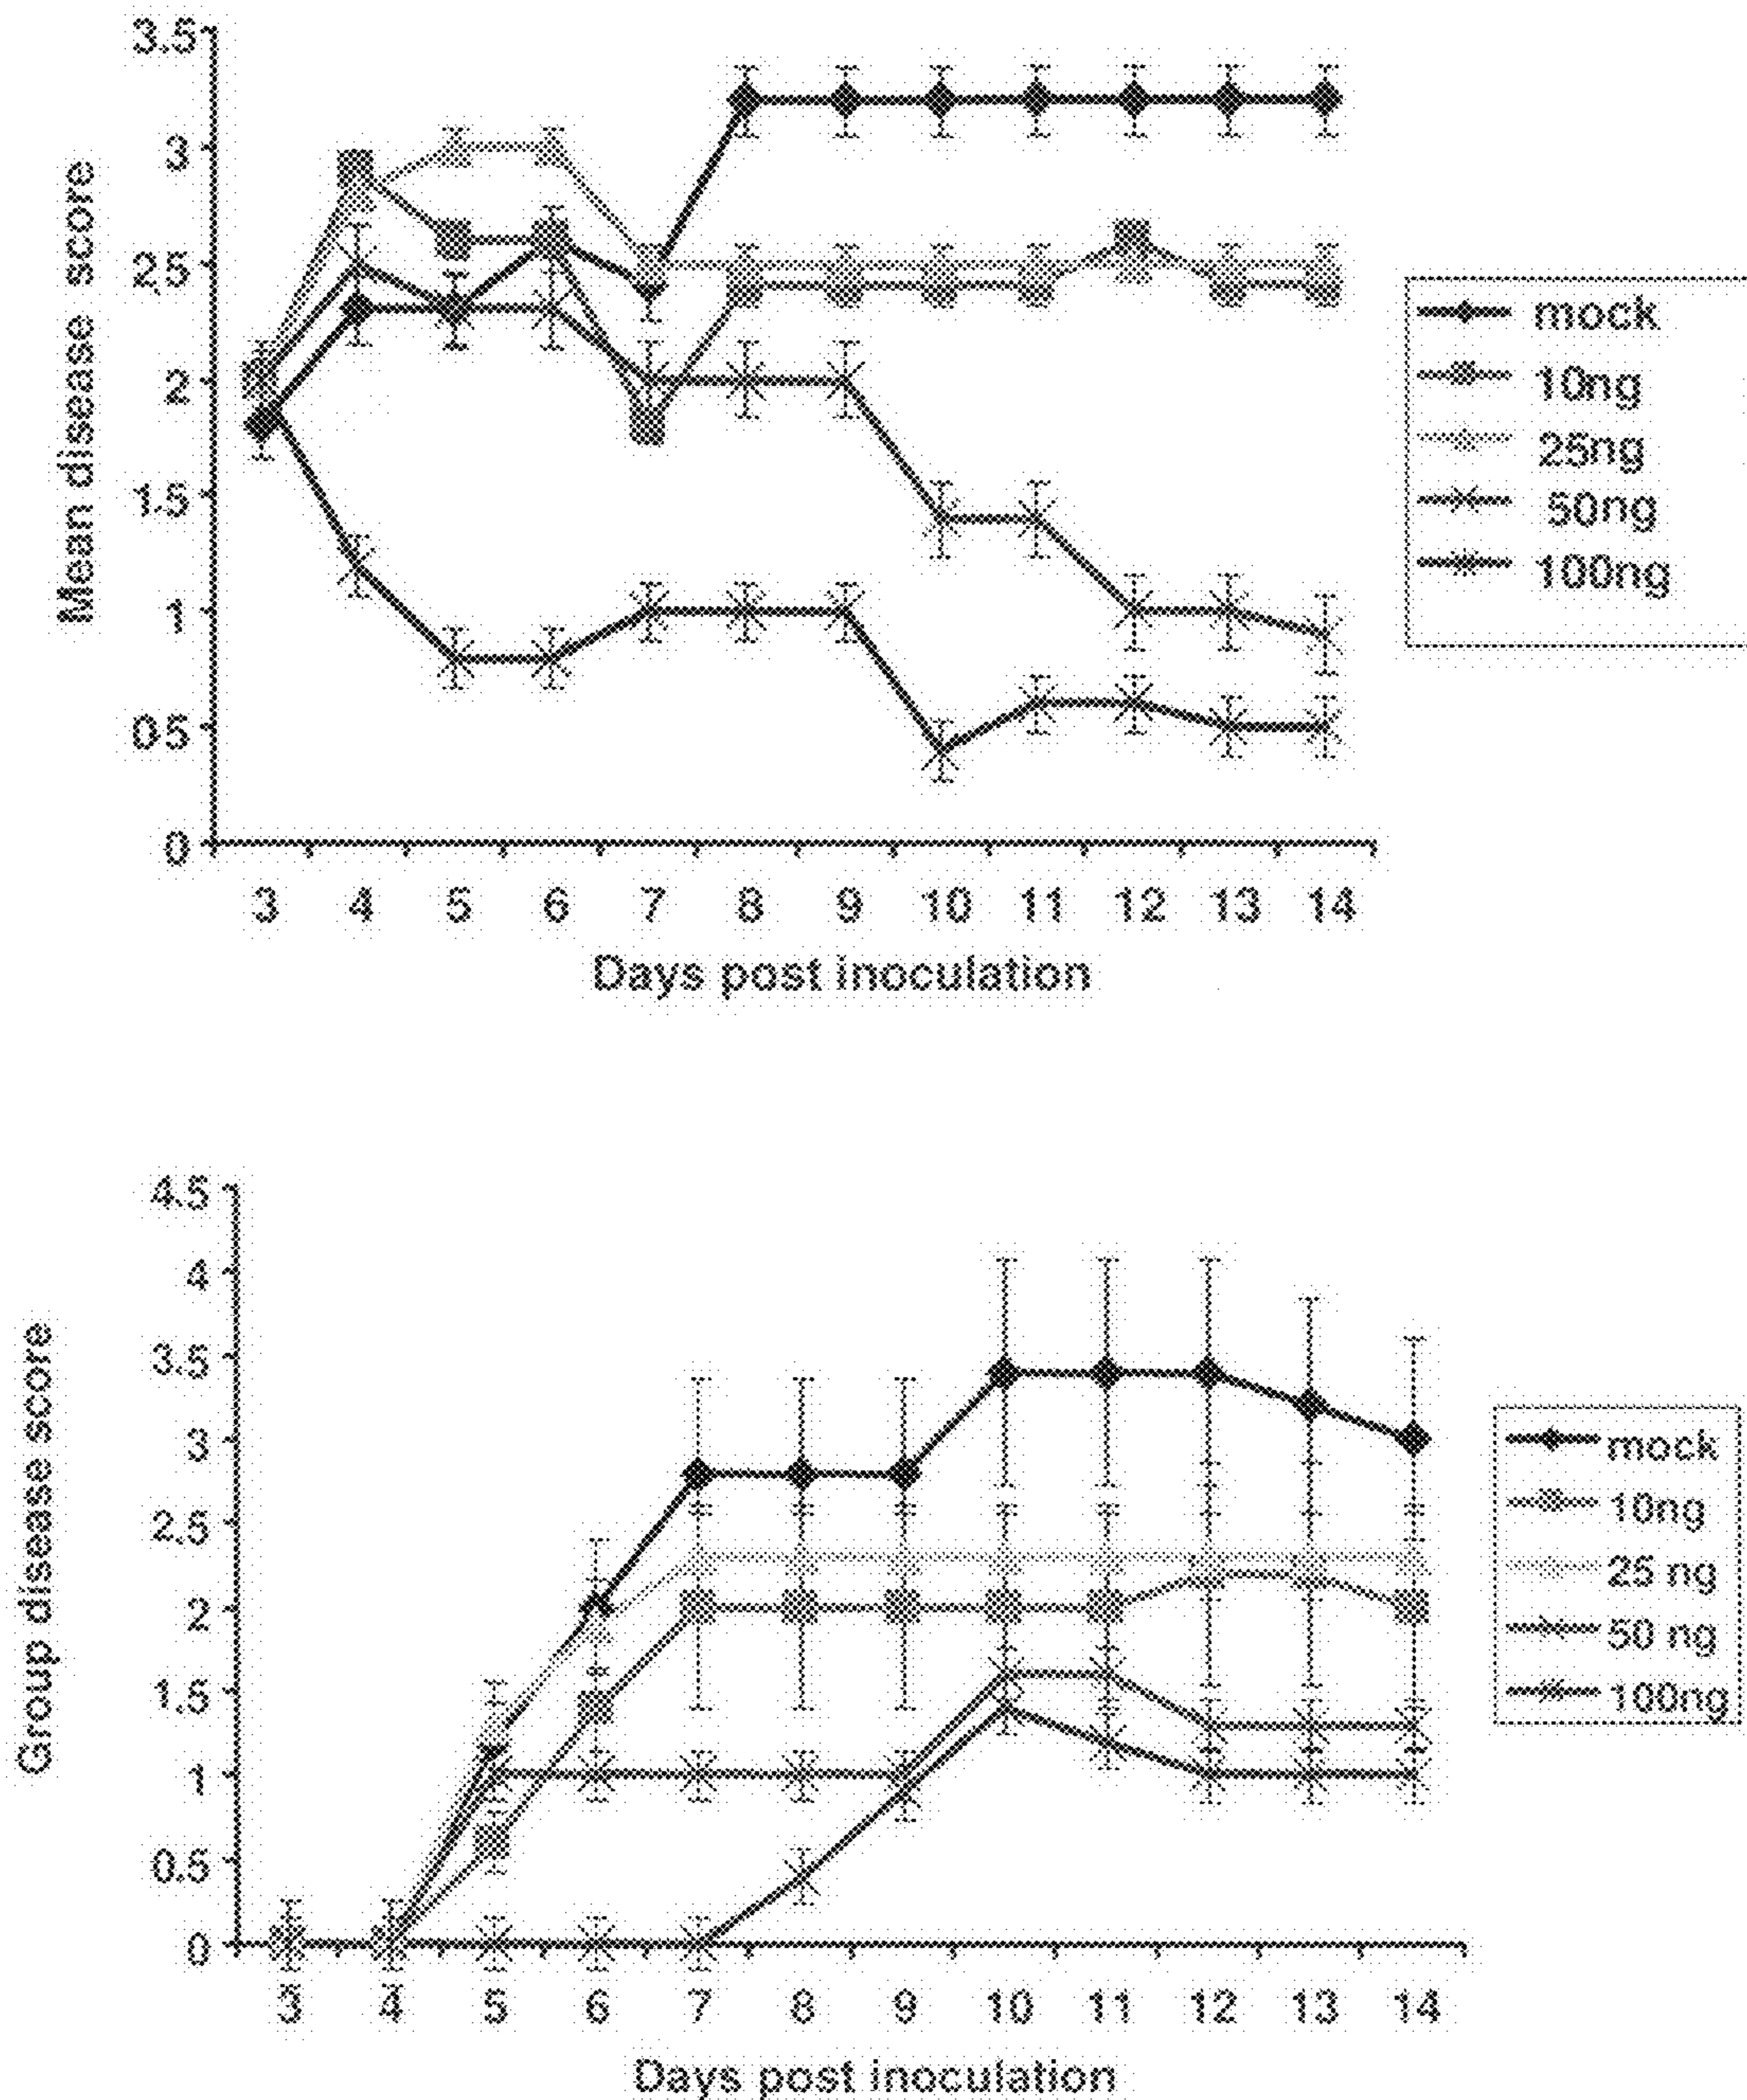 3.5
3
2.5
2
1.5
1
05
0
Mean disease score
3 4 5 6 7 8 9 10 11 12 13 14
Days post inoculation
mock
10ng
25ng
50ng
100ng
4.5
4
3.5
3
2.5
2
1.5
1
0.5
0
Group disease score
3 4 5 6 7 8 9 10 11 12 13 14
Days post inoculation
mock
10ng
25 ng
50 ng
100ng